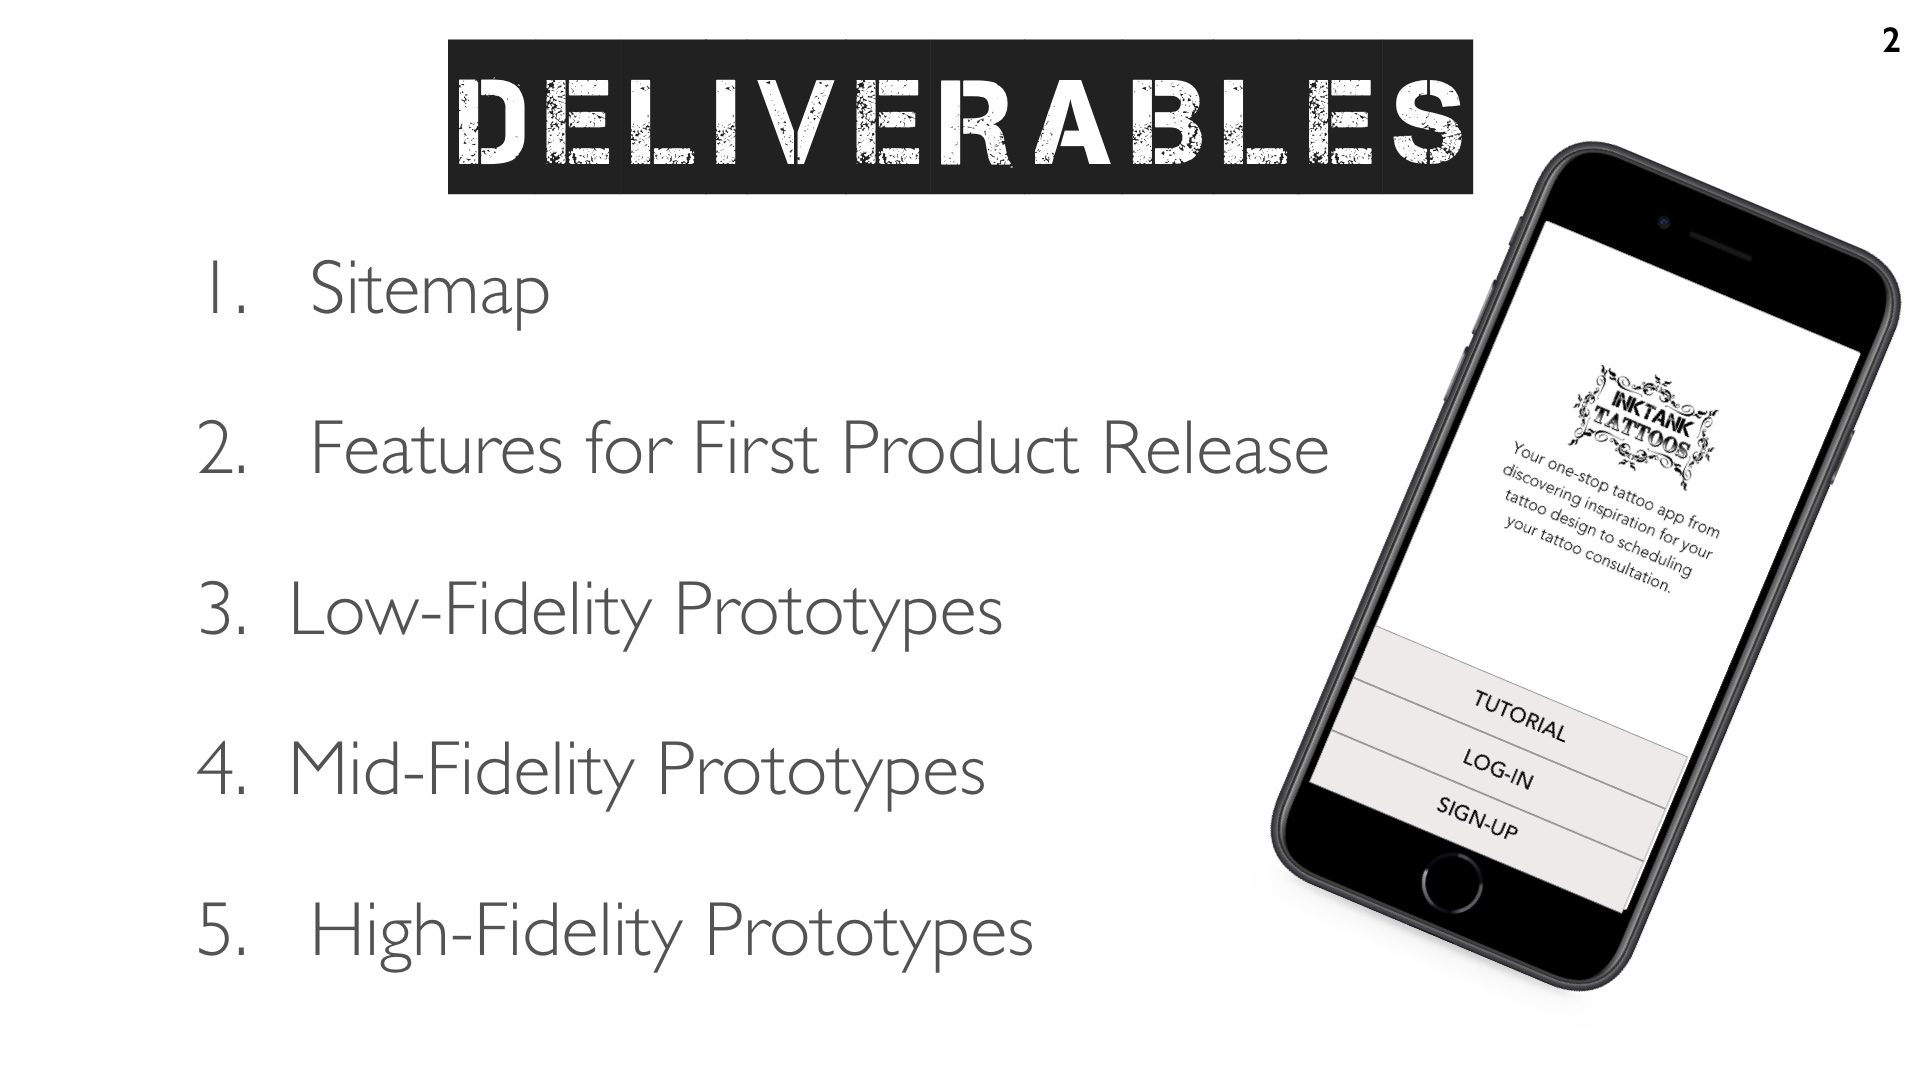 2
DELIVERABLES
1. Sitemap
2. Features for First Product Release
3. Low-Fidelity Prototypes
4. Mid-Fidelity Prototypes
5. High-Fidelity Prototypes
INKTANK
TATTOOS
Your one-stop tattoo app from
discovering inspiration for your
tattoo design to scheduling
your tattoo consultation.
TUTORIAL
LOG-IN
SIGN-UP